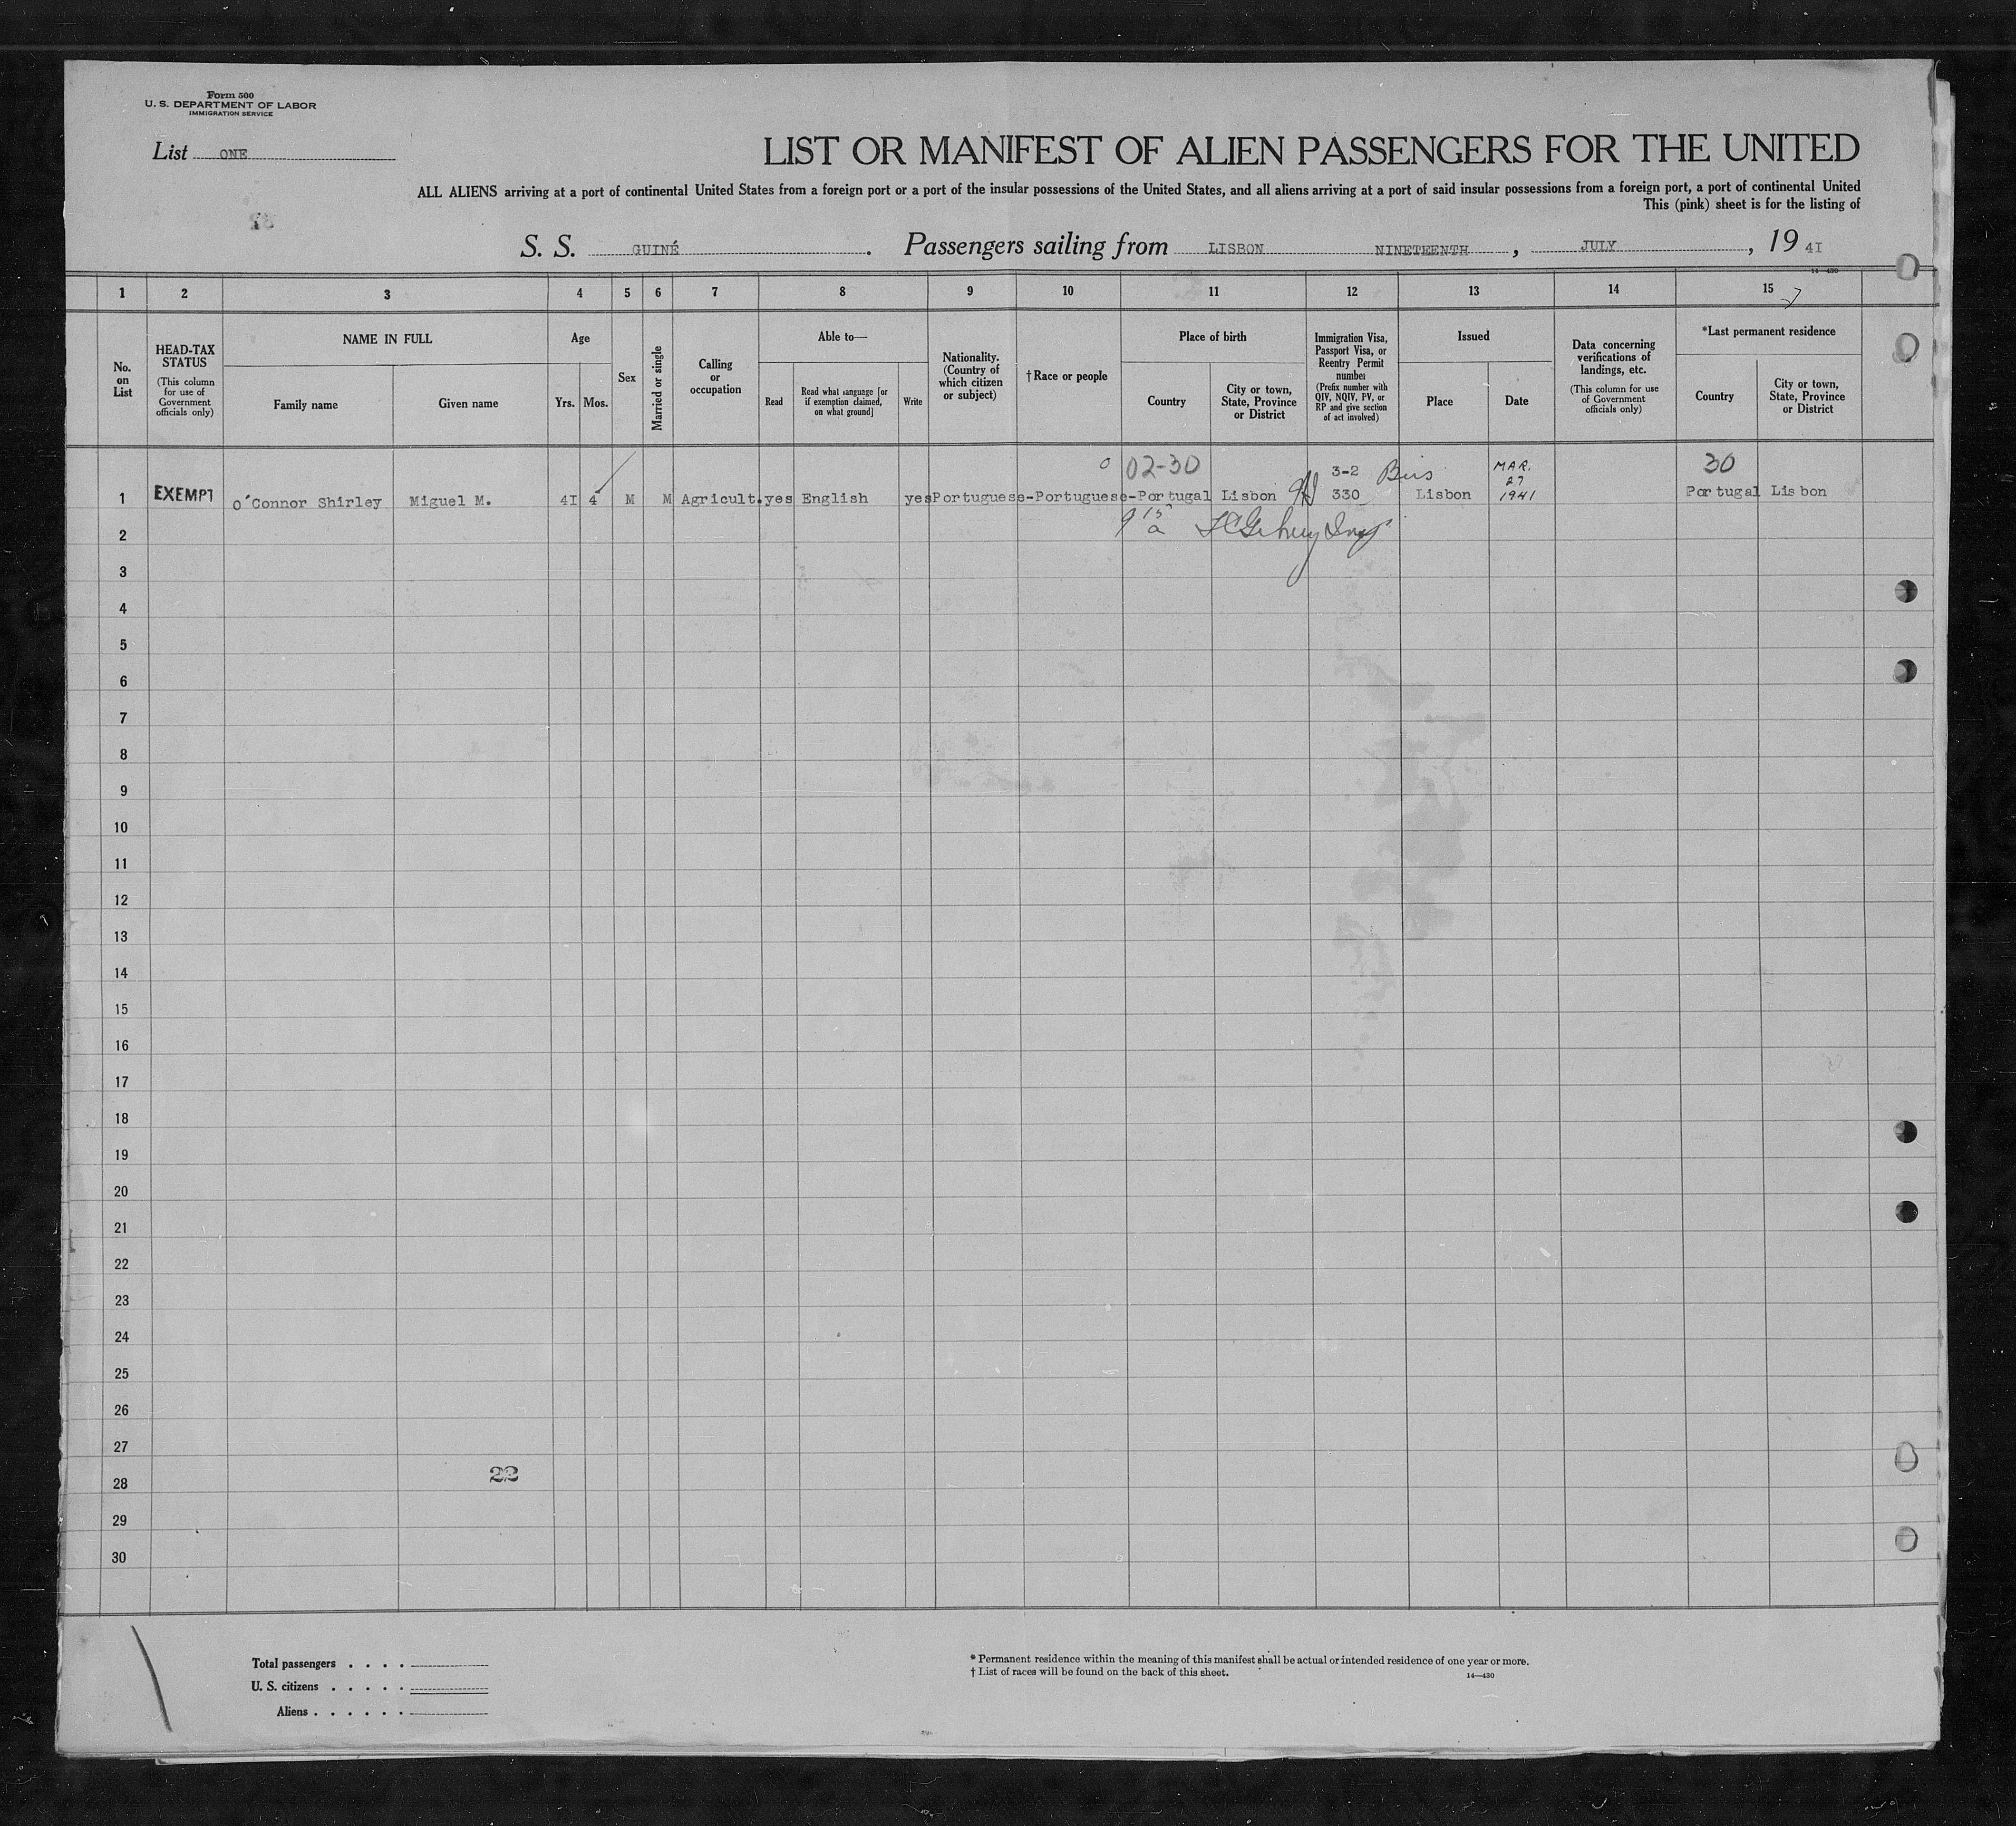 Form 500
U. S. DEPARTMENT OF LABOR
IMMIGRATION SERVICE
List ONE
LIST OR MANIFEST OF ALIEN PASSENGERS FOR THE UNITED
ALL ALIENS arriving at a port of continental United States from a foreign port or a port of the insular possessions of the United States, and all aliens arriving at a port of said insular possessions from a foreign port, a port of continental United
This (pink) sheet is for the listing of
S. S. GUINÉ. Passengers sailing from LISBON NINETEENTH, JULY, 19 4I
14—430
1 2 3 4 5 6 7 8 9 10 11 12 13 14 15
No. on List
HEAD-TAX STATUS
(This column for use of Government officials only)
NAME IN FULL
Family name
Given name
Age
Yrs.
Mos.
Sex
Married or single
Calling or occupation
Able to—
Read
Read what language [or if exemption claimed, on what ground]
Write
Nationality. (Country of which citizen or subject)
†Race or people
Place of birth
Country
City or town, State, Province or District
Immigration Visa, Passport Visa, or Reentry Permit number
(Prefix number with QIV, NQIV, PV, or RP and give section of act involved)
Issued
Place
Date
Data concerning verifications of landings, etc.
(This column for use of Government officials only)
*Last permanent residence
Country
City or town, State, Province or District
02-30 3-2 Bus MAR. 30
1 EXEMPT O'Connor Shirley Miguel M. 4I 4 M M Agricult. yes English yes Portuguese-Portuguese-Portugal Lisbon 330 Lisbon 27 1941 Portugal Lisbon
9 15 a
2
3
4
5
6
7
8
9
10
11
12
13
14
15
16
17
18
19
20
21
22
23
24
25
26
27
22
28
29
30
Total passengers . . . .
U. S. citizens . . . . .
Aliens . . . . . .
* Permanent residence within the meaning of this manifest shall be actual or intended residence of one year or more.
† List of races will be found on the back of this sheet.
14—430